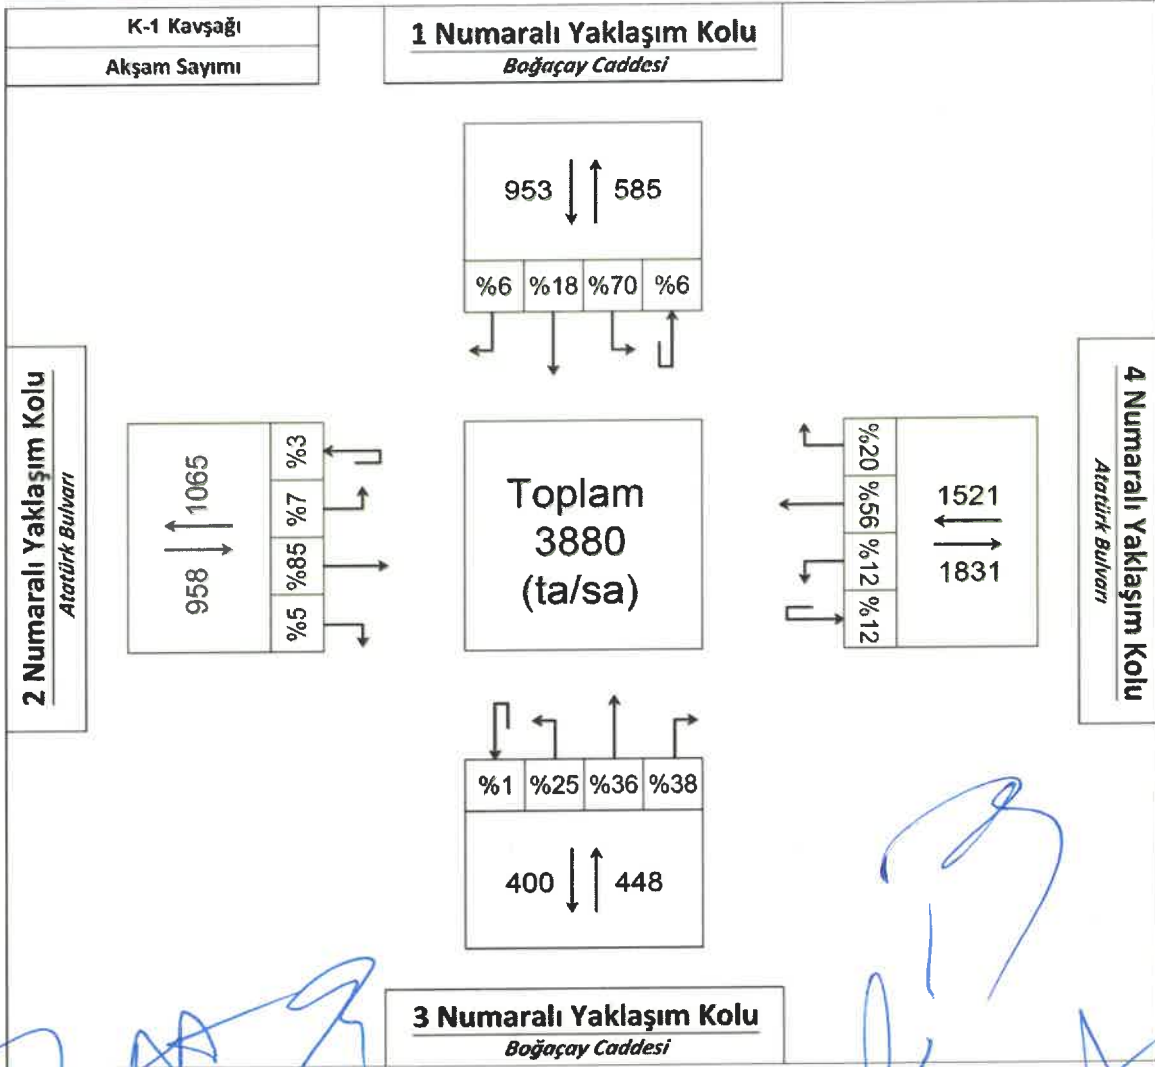 K-1 Kavşağı
Akşam Sayımı
1 Numaralı Yaklaşım Kolu
Boğaçay Caddesi
953 585
%6 %18 %70 %6
2 Numaralı Yaklaşım Kolu
Atatürk Bulvarı
1065
958
%3
%7
%85
%5
Toplam
3880
(ta/sa)
%20
%56
%12
%12
1521
1831
4 Numaralı Yaklaşım Kolu
Atatürk Bulvarı
%1 %25 %36 %38
400 448
3 Numaralı Yaklaşım Kolu
Boğaçay Caddesi